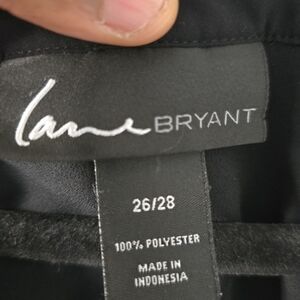 Lane BRYANT
26/28
100% POLYESTER
MADE IN
INDONESIA